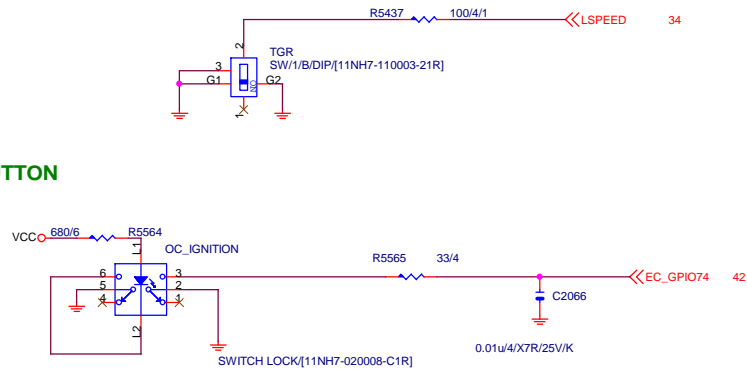 R5437 100/4/1 LSPEED 34
2
TGR
SW/1/B/DIP/[11NH7-110003-21R]
3
G1 ON G2
1
TTON
VCC 680/6 R5564
L1
OC_IGNITION
R5565 33/4
6 3
5 2
4 1
EC_GPIO74 42
C2066
L2
0.01u/4/X7R/25V/K
SWITCH LOCK/[11NH7-020008-C1R]